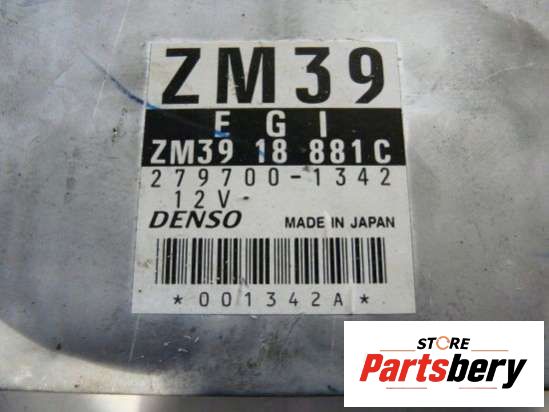 ZM39
EGI
ZM39 18 881C
279700-1342
12V
DENSO MADE IN JAPAN
*001342A*
STORE
Partsbery